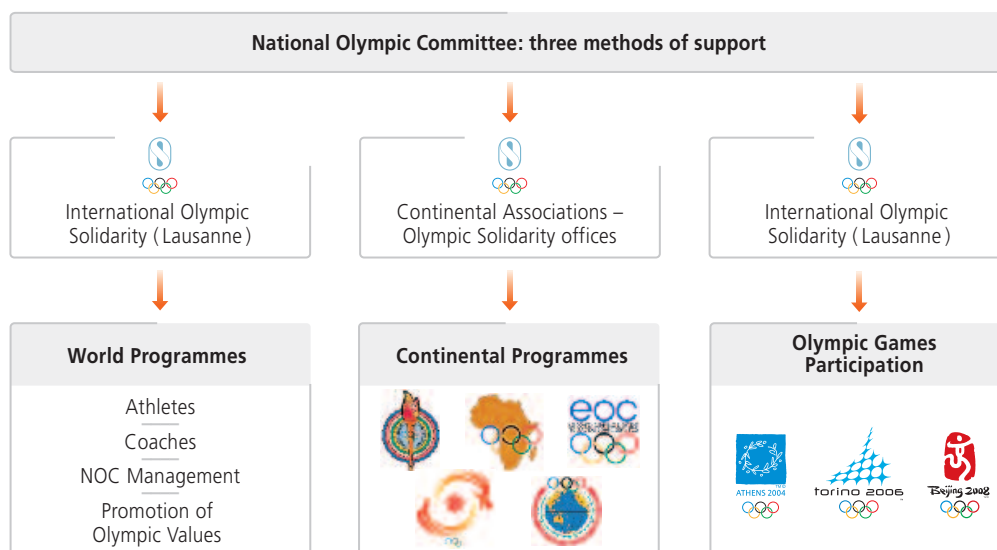 National Olympic Committee: three methods of support
International Olympic
Solidarity (Lausanne)
Continental Associations –
Olympic Solidarity offices
International Olympic
Solidarity (Lausanne)
World Programmes
Athletes
Coaches
NOC Management
Promotion of
Olympic Values
Continental Programmes
eoc
Olympic Games
Participation
ATHENS 2004
torino 2006
Beijing 2008